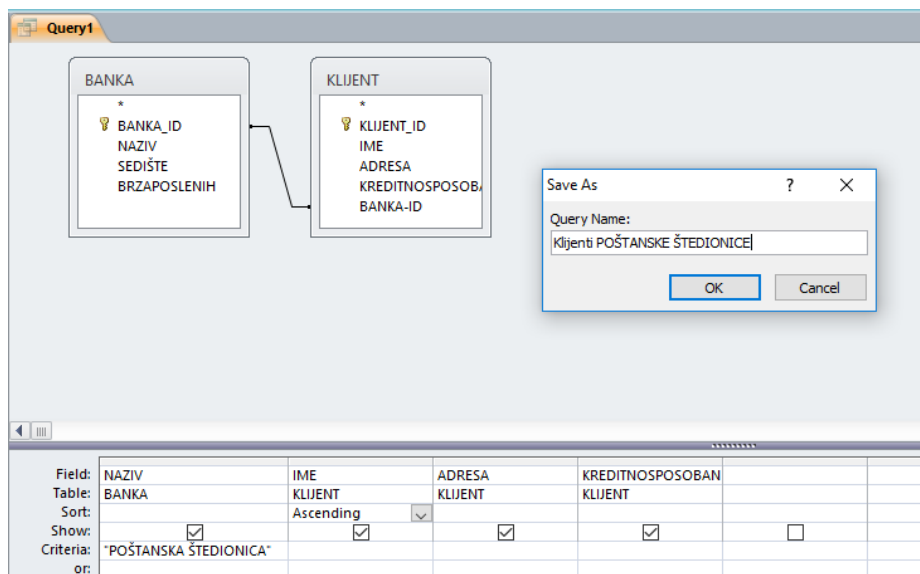 Query1
BANKA
*
BANKA_ID
NAZIV
SEDIŠTE
BRZAPOSLENIH
KLIJENT
*
KLIJENT_ID
IME
ADRESA
KREDITNOSPOSOBA
BANKA-ID
Save As ? X
Query Name:
Klijenti POŠTANSKE ŠTEDIONICE
OK Cancel
Field: NAZIV IME ADRESA KREDITNOSPOSOBAN
Table: BANKA KLIJENT KLIJENT KLIJENT
Sort: Ascending
Show:
Criteria: "POŠTANSKA ŠTEDIONICA"
or: